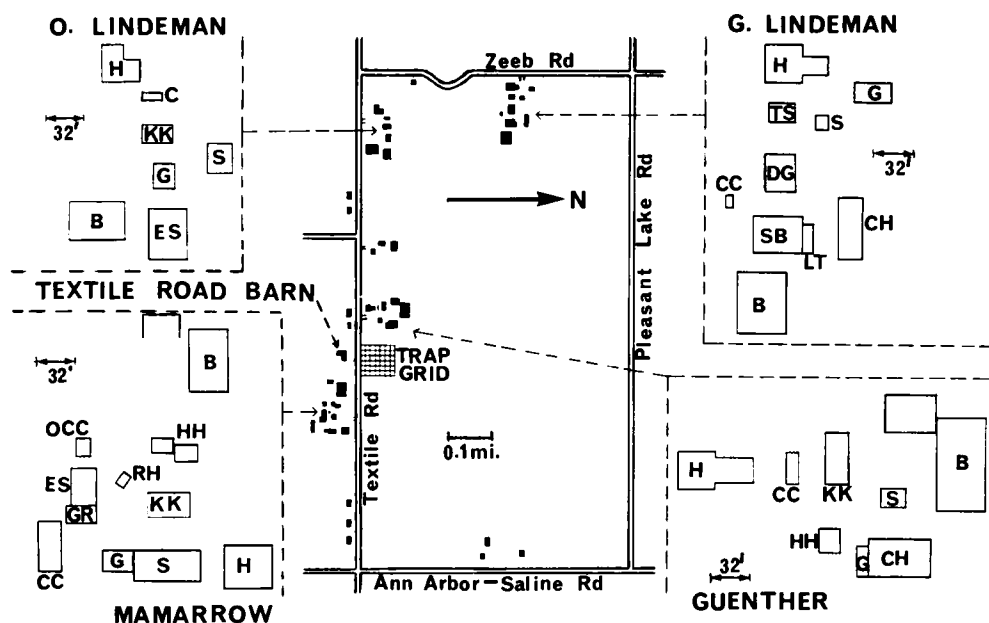 O. LINDEMAN
H
C
32'
KK
S
G
B
ES
TEXTILE ROAD BARN
B
32'
OCC
HH
ES
RH
KK
GR
CC
G
S
H
MAMARROW
Zeeb Rd
N
Pleasant Lake Rd
TRAP
GRID
0.1mi.
Textile Rd
Ann Arbor-Saline Rd
G. LINDEMAN
H
G
TS
S
32'
DG
CC
CH
SB
LT
B
H
CC
KK
B
S
HH
G
CH
32'
GUENTHER